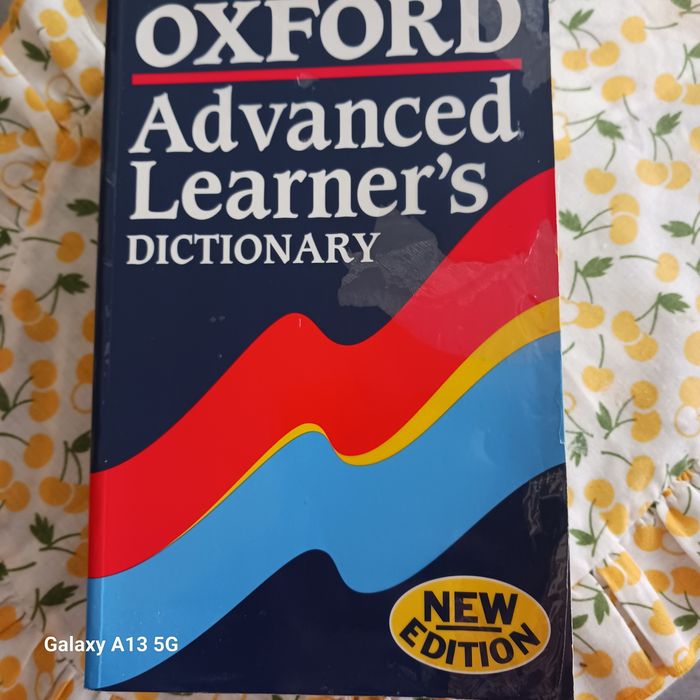 OXFORD
Advanced
Learner's
DICTIONARY
NEW
EDITION
Galaxy A13 5G